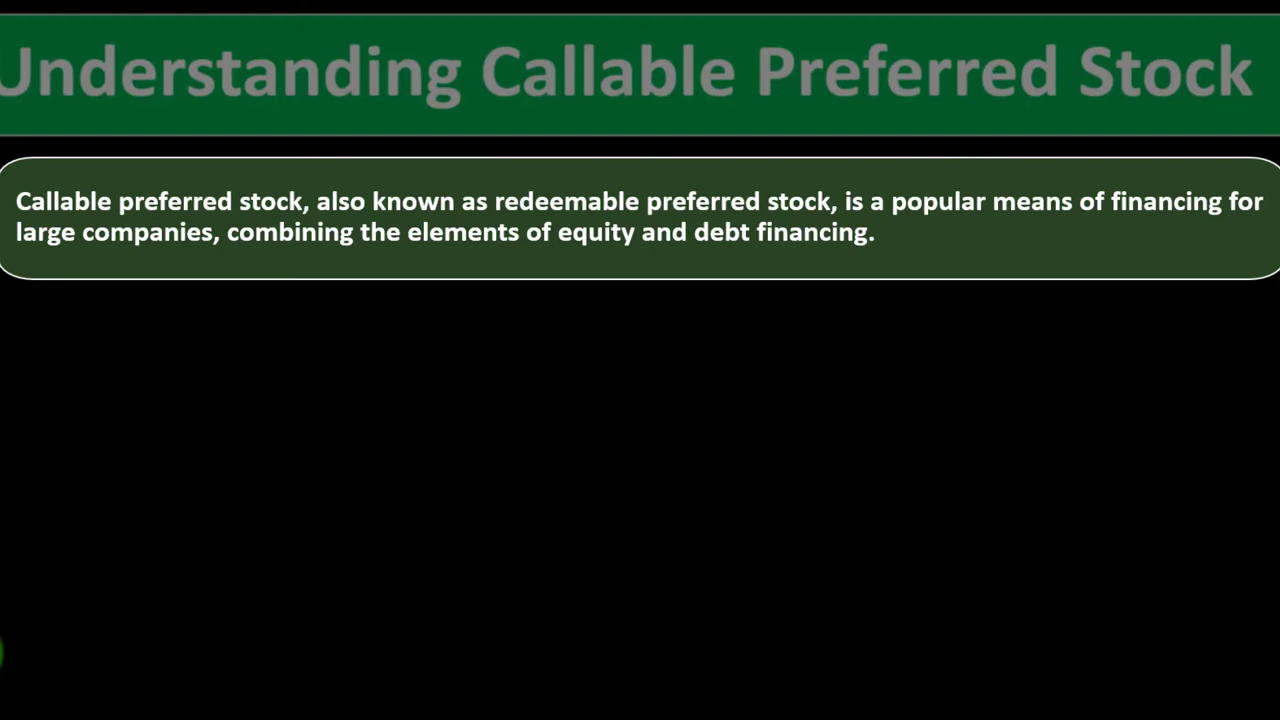 Understanding Callable Preferred Stock
Callable preferred stock, also known as redeemable preferred stock, is a popular means of financing for
large companies, combining the elements of equity and debt financing.